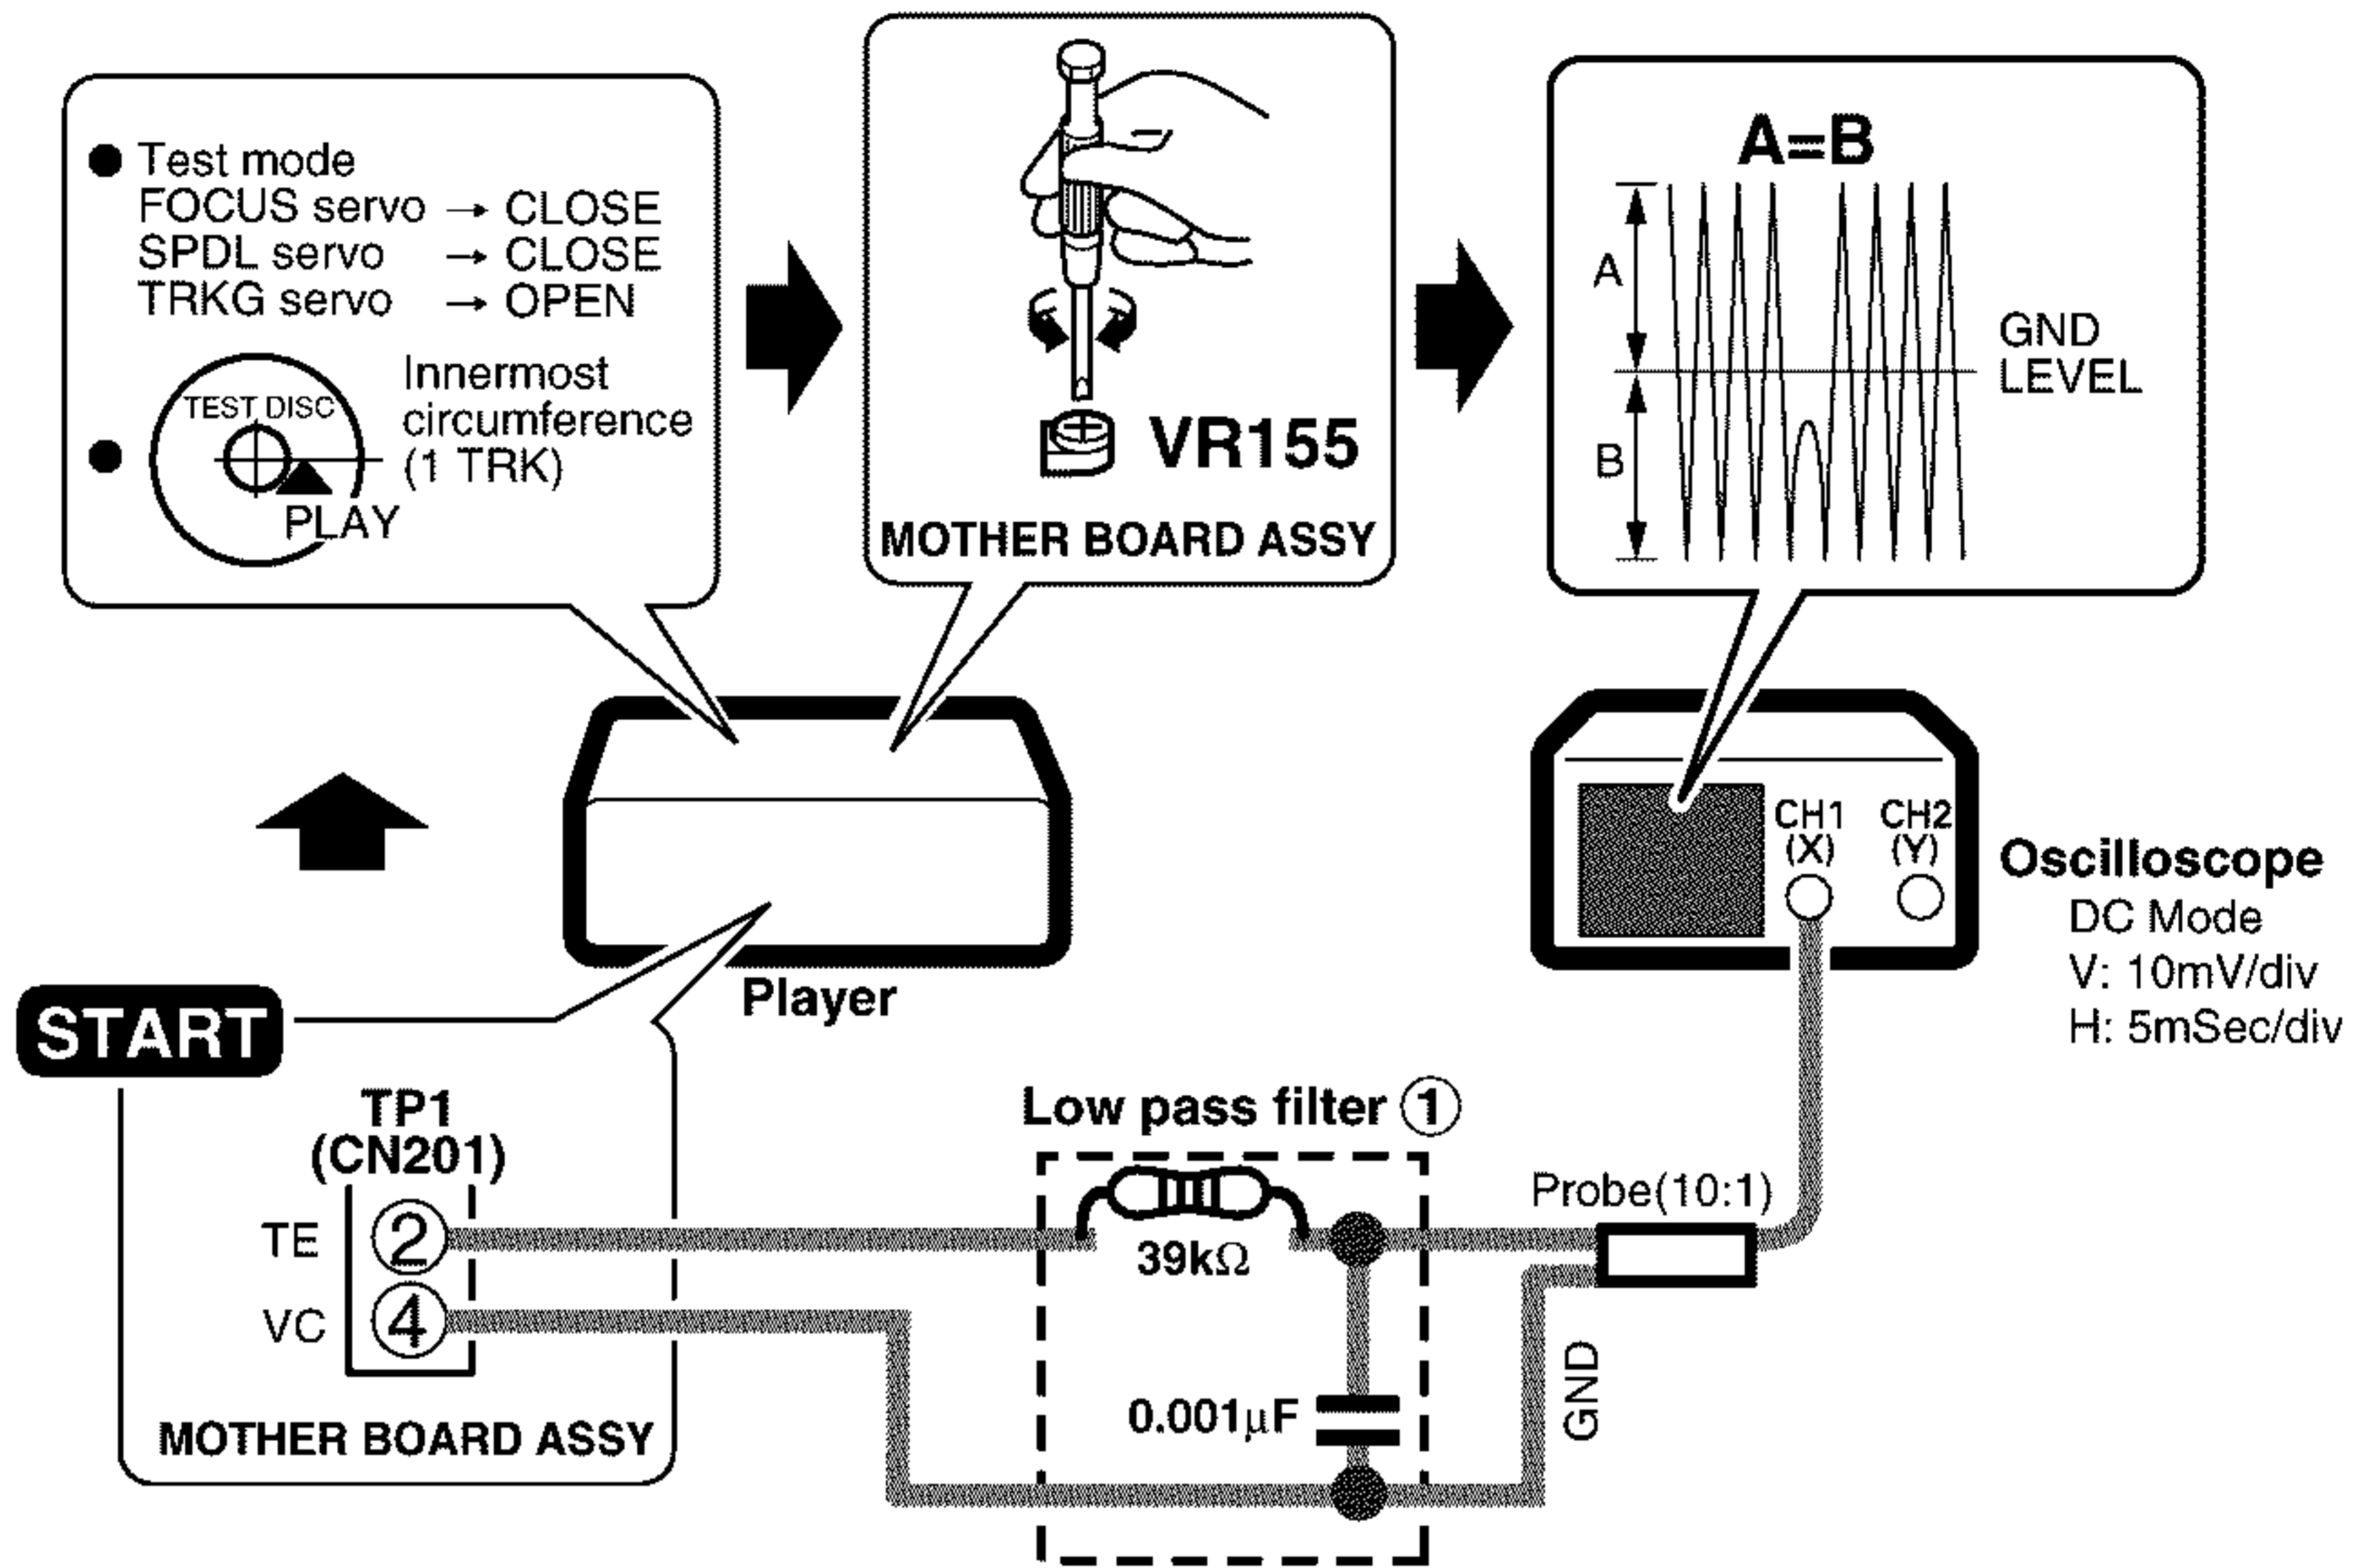 ● Test mode
FOCUS servo → CLOSE
SPDL servo → CLOSE
TRKG servo → OPEN
● TEST DISC
PLAY
Innermost
circumference
(1 TRK)
VR155
MOTHER BOARD ASSY
A=B
A
B
GND
LEVEL
Player
CH1
(X)
CH2
(Y)
Oscilloscope
DC Mode
V: 10mV/div
H: 5mSec/div
START
TP1
(CN201)
TE ②
VC ④
MOTHER BOARD ASSY
Low pass filter ①
39kΩ
0.001μF
Probe(10:1)
GND